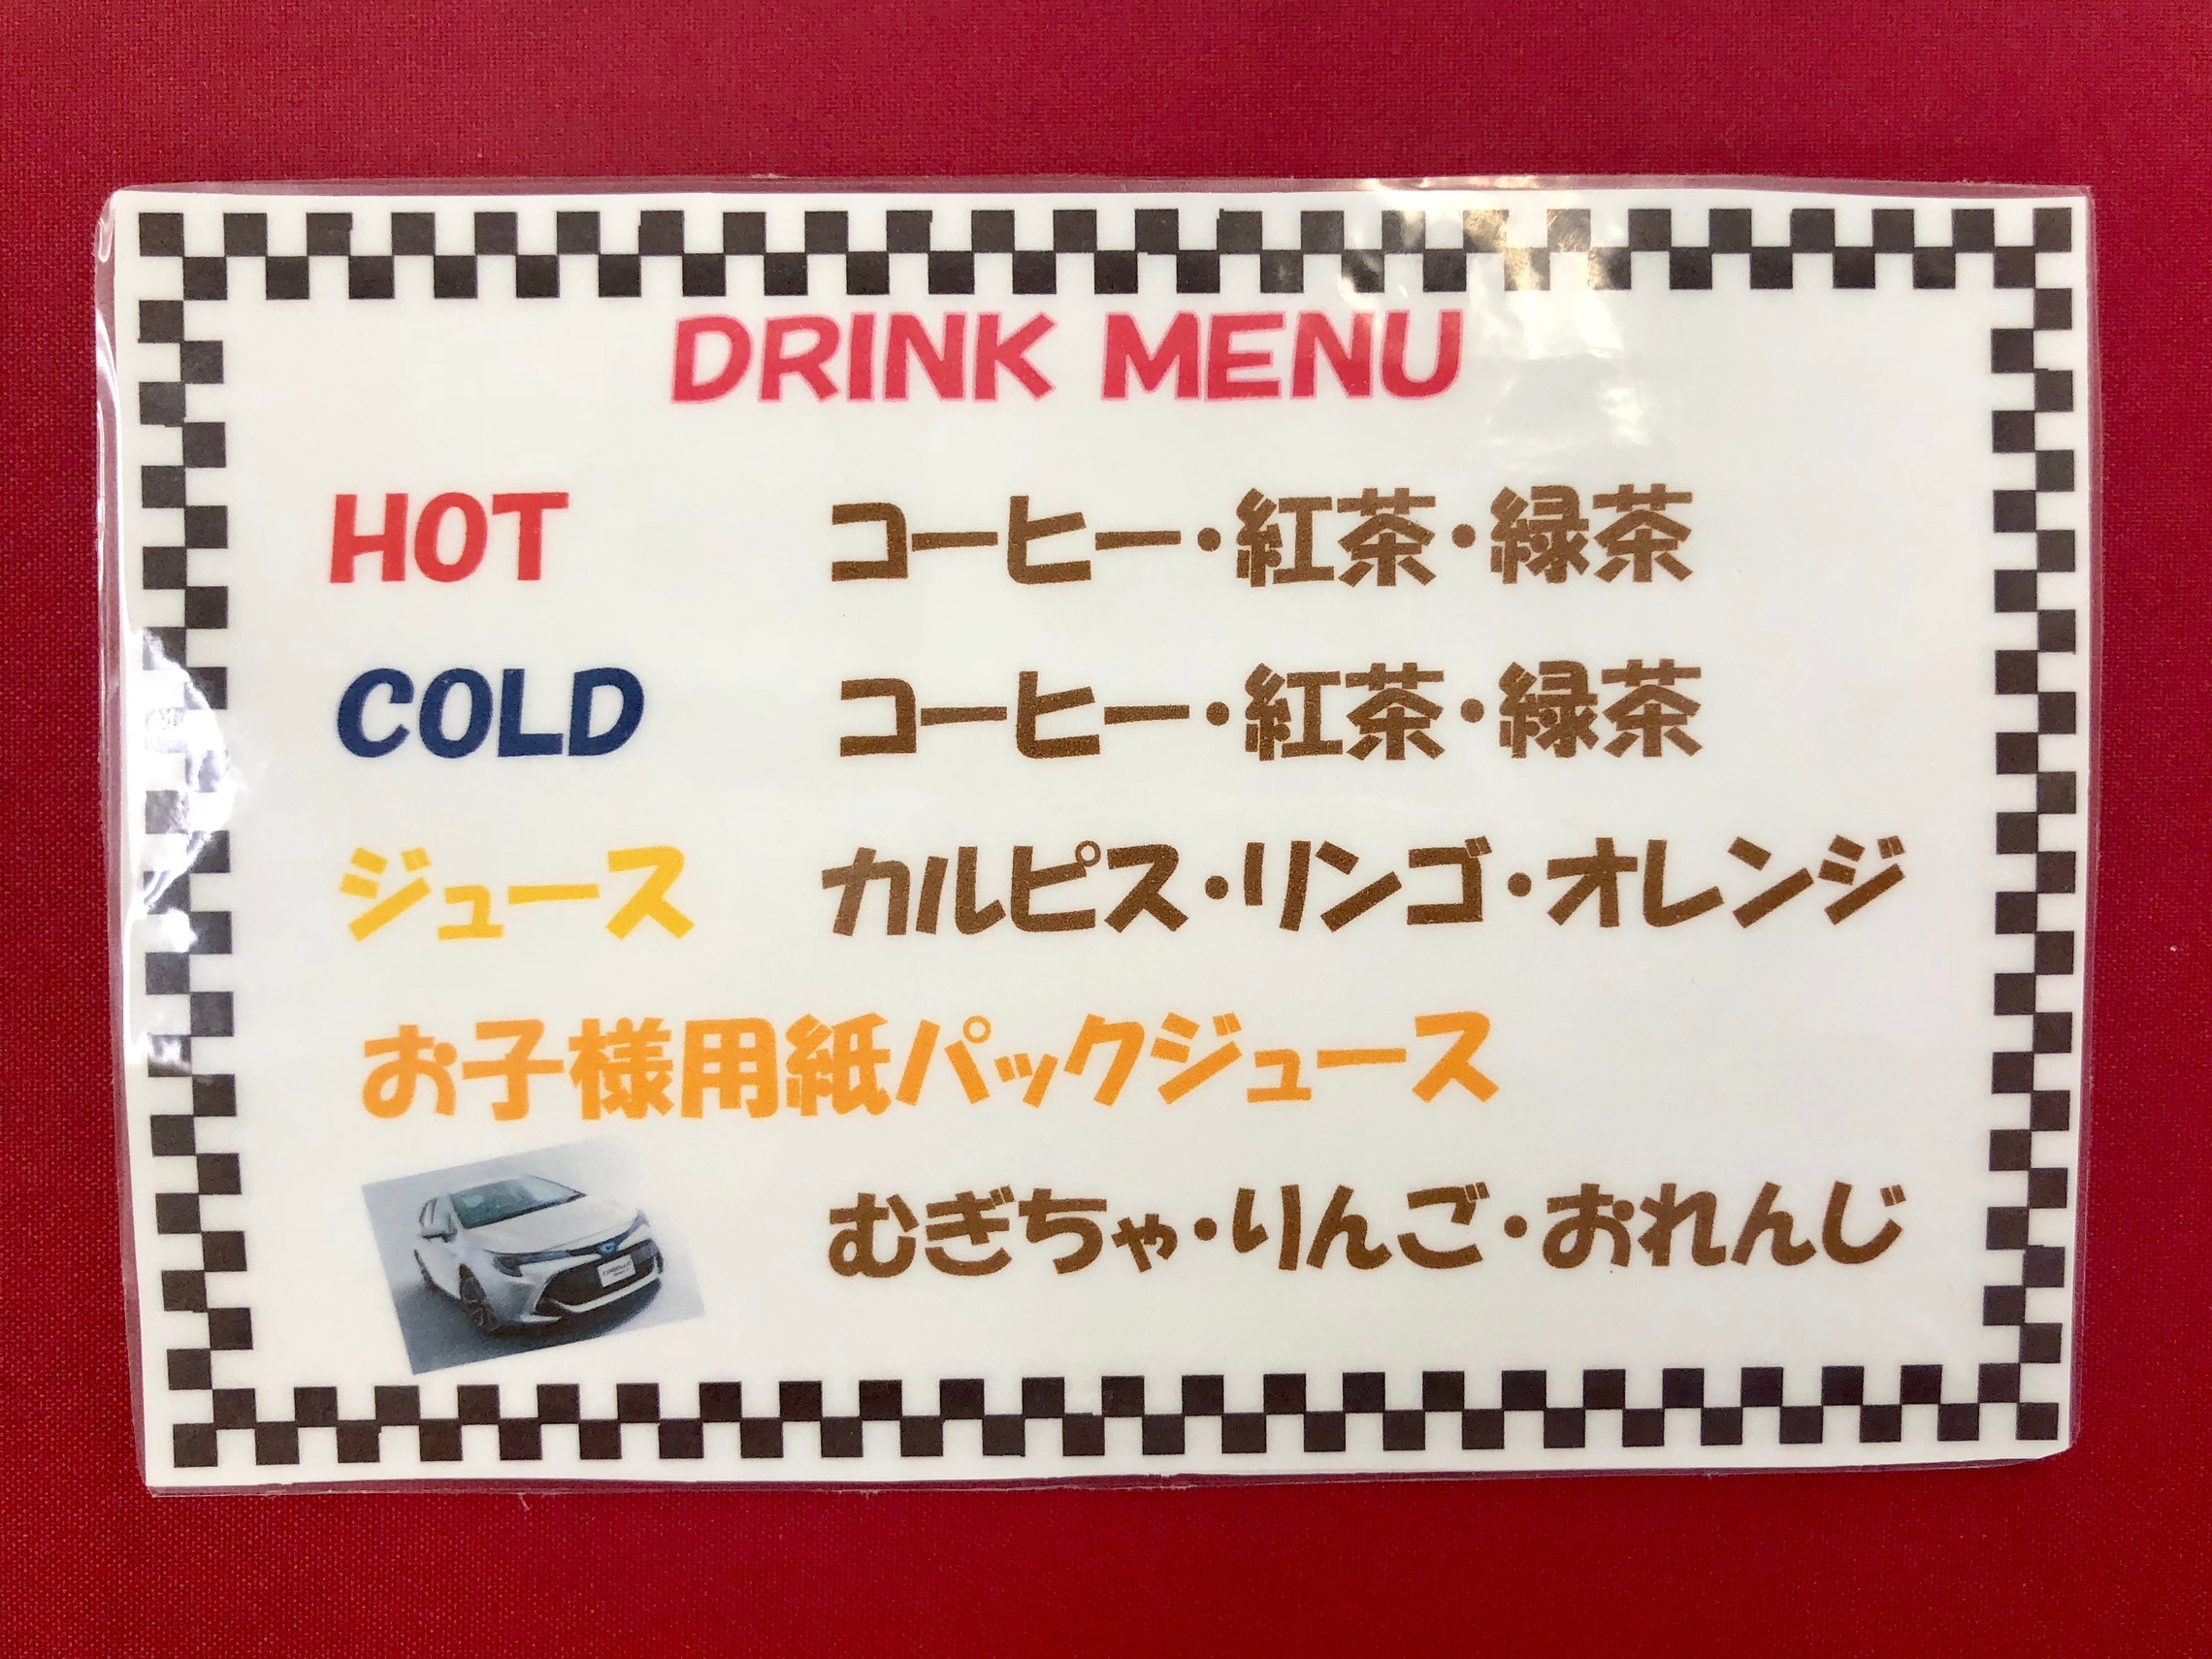 DRINK MENU
HOT コーヒー・紅茶・緑茶
COLD コーヒー・紅茶・緑茶
ジュース カルピス・リンゴ・オレンジ
お子様用紙パックジュース
むぎちゃ・りんご・おれんじ